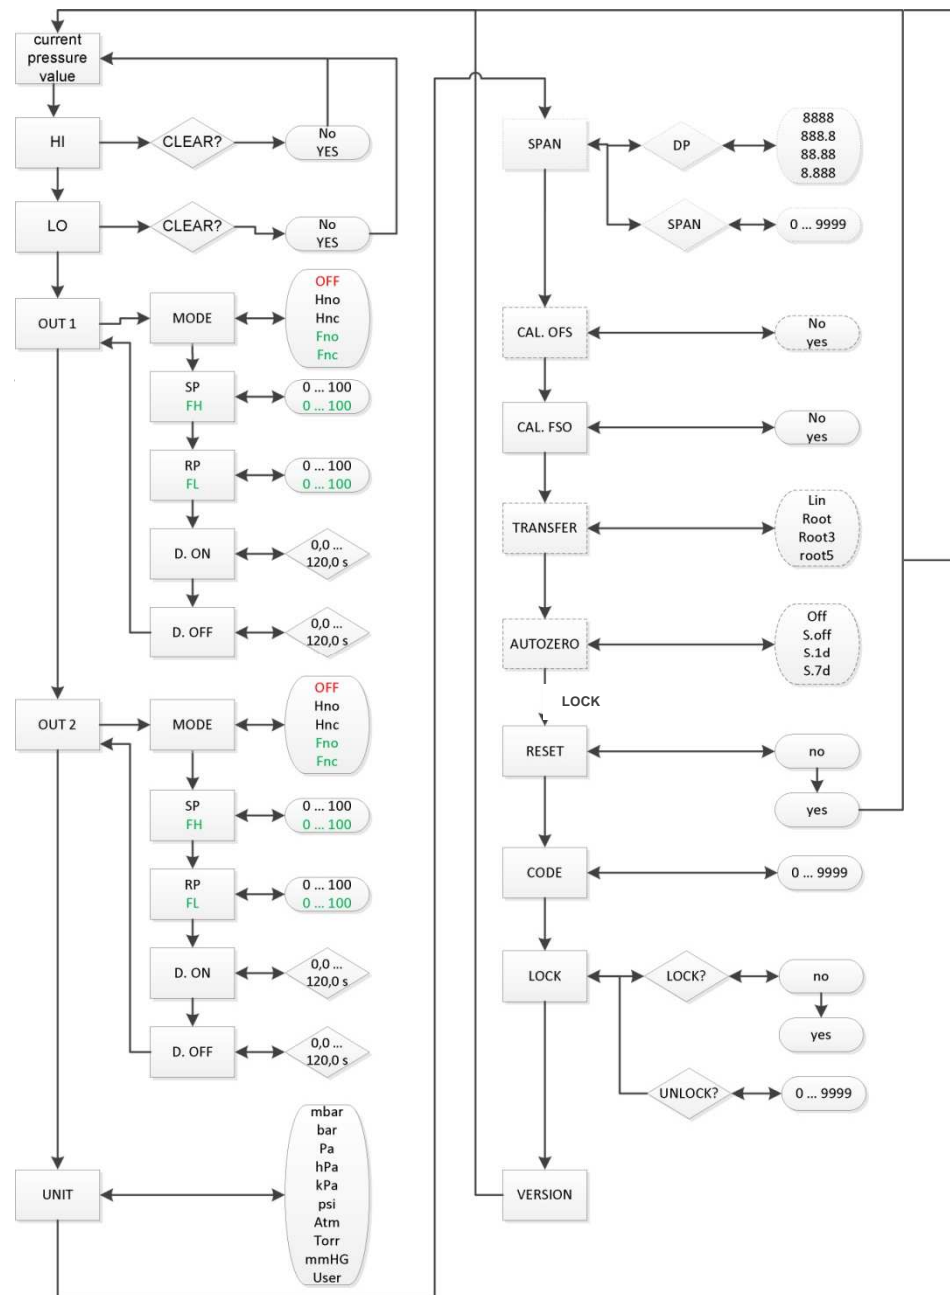 current
pressure
value
HI
CLEAR?
No
YES
LO
CLEAR?
No
YES
OUT 1
MODE
OFF
Hno
Hnc
Fno
Fnc
SP
FH
0 ... 100
0 ... 100
RP
FL
0 ... 100
0 ... 100
D. ON
0,0 ...
120,0 s
D. OFF
0,0 ...
120,0 s
OUT 2
MODE
OFF
Hno
Hnc
Fno
Fnc
SP
FH
0 ... 100
0 ... 100
RP
FL
0 ... 100
0 ... 100
D. ON
0,0 ...
120,0 s
D. OFF
0,0 ...
120,0 s
UNIT
mbar
bar
Pa
hPa
kPa
psi
Atm
Torr
mmHG
User
SPAN
DP
8888
888.8
88.88
8.888
SPAN
0 ... 9999
CAL. OFS
No
yes
CAL. FSO
No
yes
TRANSFER
Lin
Root
Root3
root5
AUTOZERO
Off
S.off
S.1d
S.7d
LOCK
RESET
no
yes
CODE
0 ... 9999
LOCK
LOCK?
no
yes
UNLOCK?
0 ... 9999
VERSION